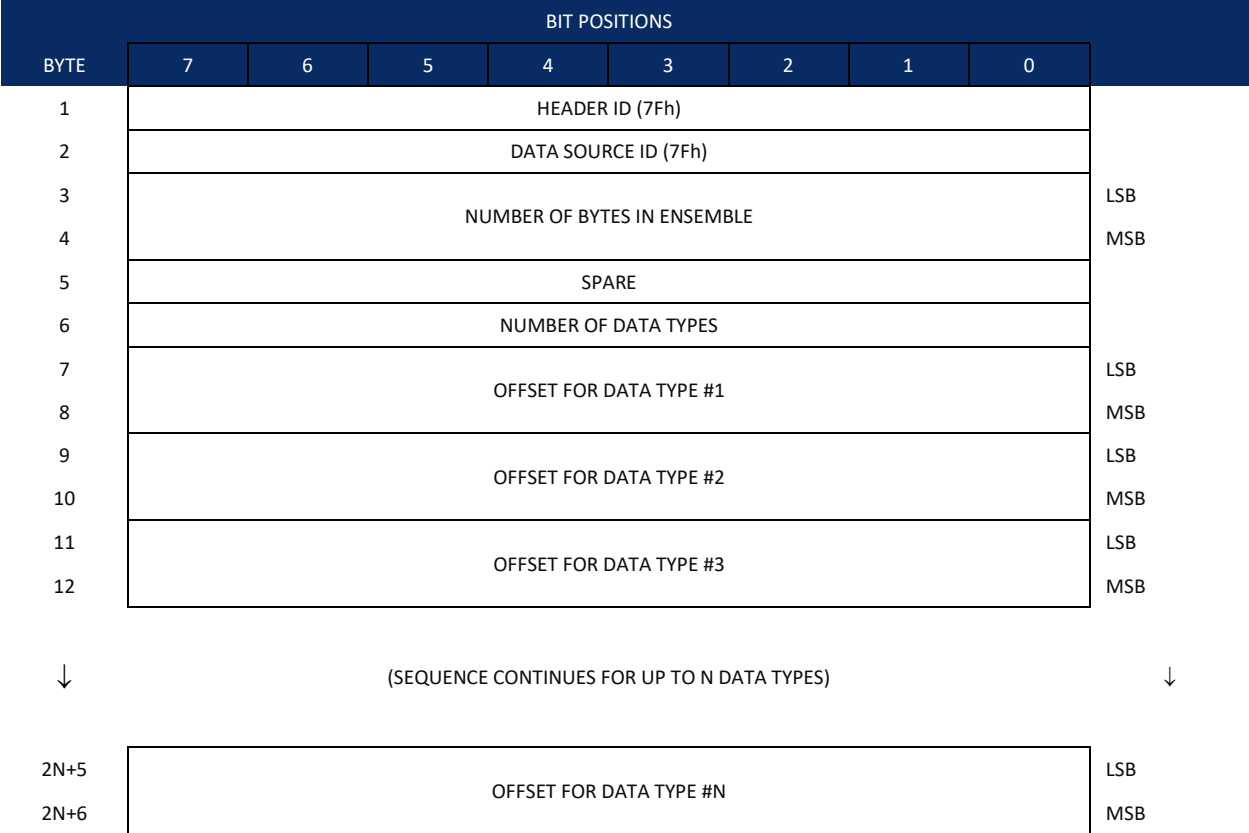 BIT POSITIONS
BYTE 7 6 5 4 3 2 1 0
1 HEADER ID (7Fh)
2 DATA SOURCE ID (7Fh)
3 LSB
NUMBER OF BYTES IN ENSEMBLE
4 MSB
5 SPARE
6 NUMBER OF DATA TYPES
7 LSB
OFFSET FOR DATA TYPE #1
8 MSB
9 LSB
OFFSET FOR DATA TYPE #2
10 MSB
11 LSB
OFFSET FOR DATA TYPE #3
12 MSB
↓ (SEQUENCE CONTINUES FOR UP TO N DATA TYPES) ↓
2N+5 LSB
OFFSET FOR DATA TYPE #N
2N+6 MSB